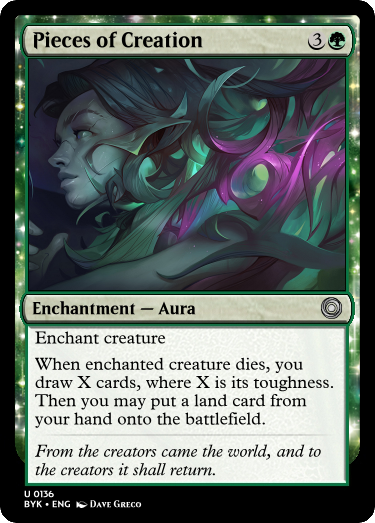 Pieces of Creation 3
Enchantment — Aura
Enchant creature
When enchanted creature dies, you
draw X cards, where X is its toughness.
Then you may put a land card from
your hand onto the battlefield.
From the creators came the world, and to
the creators it shall return.
U 0136
BYK • ENG Dave Greco